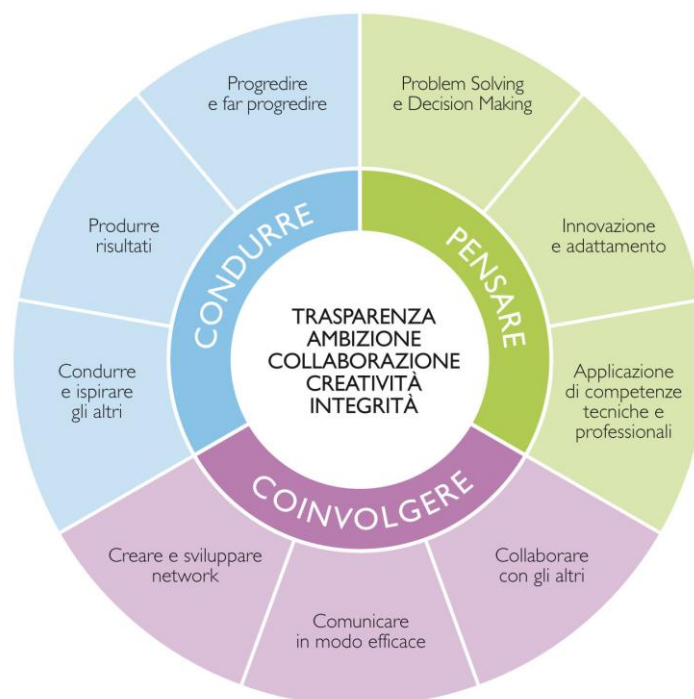 Progredire
e far progredire
Problem Solving
e Decision Making
Produrre
risultati
Innovazione
e adattamento
CONDURRE
PENSARE
TRASPARENZA
AMBIZIONE
COLLABORAZIONE
CREATIVITÀ
INTEGRITÀ
Condurre
e ispirare
gli altri
Applicazione
di competenze
tecniche e
professionali
COINVOLGERE
Creare e sviluppare
network
Collaborare
con gli altri
Comunicare
in modo efficace